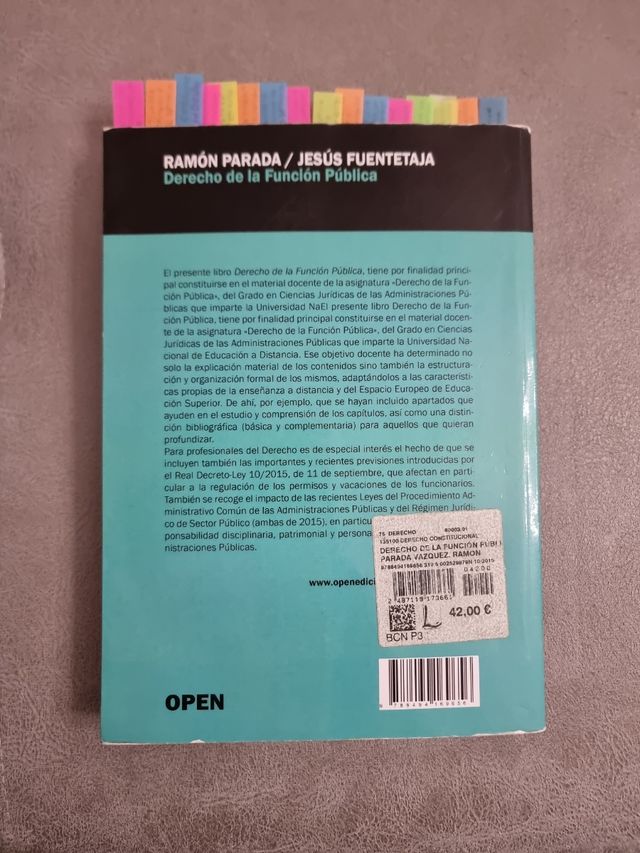 RAMÓN PARADA / JESÚS FUENTETAJA
Derecho de la Función Pública
El presente libro Derecho de la Función Pública, tiene por finalidad princi-
pal constituirse en el material docente de la asignatura «Derecho de la Fun-
ción Pública», del Grado en Ciencias Jurídicas de las Administraciones Pú-
blicas que imparte la Universidad NaEl presente libro Derecho de la Fun-
ción Pública, tiene por finalidad principal constituirse en el material docen-
te de la asignatura «Derecho de la Función Pública», del Grado en Ciencias
Jurídicas de las Administraciones Públicas que imparte la Universidad Na-
cional de Educación a Distancia. Ese objetivo docente ha determinado no
solo la explicación material de los contenidos sino también la estructura-
ción y organización formal de los mismos, adaptándolos a las característi-
cas propias de la enseñanza a distancia y del Espacio Europeo de Educa-
ción Superior. De ahí, por ejemplo, que se hayan incluido apartados que
ayuden en el estudio y comprensión de los capítulos, así como una distin-
ción bibliográfica (básica y complementaria) para aquellos que quieran
profundizar.
Para profesionales del Derecho es de especial interés el hecho de que se
incluyen también las importantes y recientes previsiones introducidas por
el Real Decreto-Ley 10/2015, de 11 de septiembre, que afectan en parti-
cular a la regulación de los permisos y vacaciones de los funcionarios.
También se recoge el impacto de las recientes Leyes del Procedimiento Ad-
ministrativo Común de las Administraciones Públicas y del Régimen Jurídi-
co de Sector Público (ambas de 2015), en particu
ponsabilidad disciplinaria, patrimonial y persona
nistraciones Públicas.
www.openedici
75 DERECHO
135100 DERECHO CONSTITUCIONAL
DERECHO DE LA FUNCIÓN PÚBLI
PARADA VAZQUEZ, RAMON
04200
2 487119 173661
42,00 €
BCN P3
OPEN
9 788494 169656